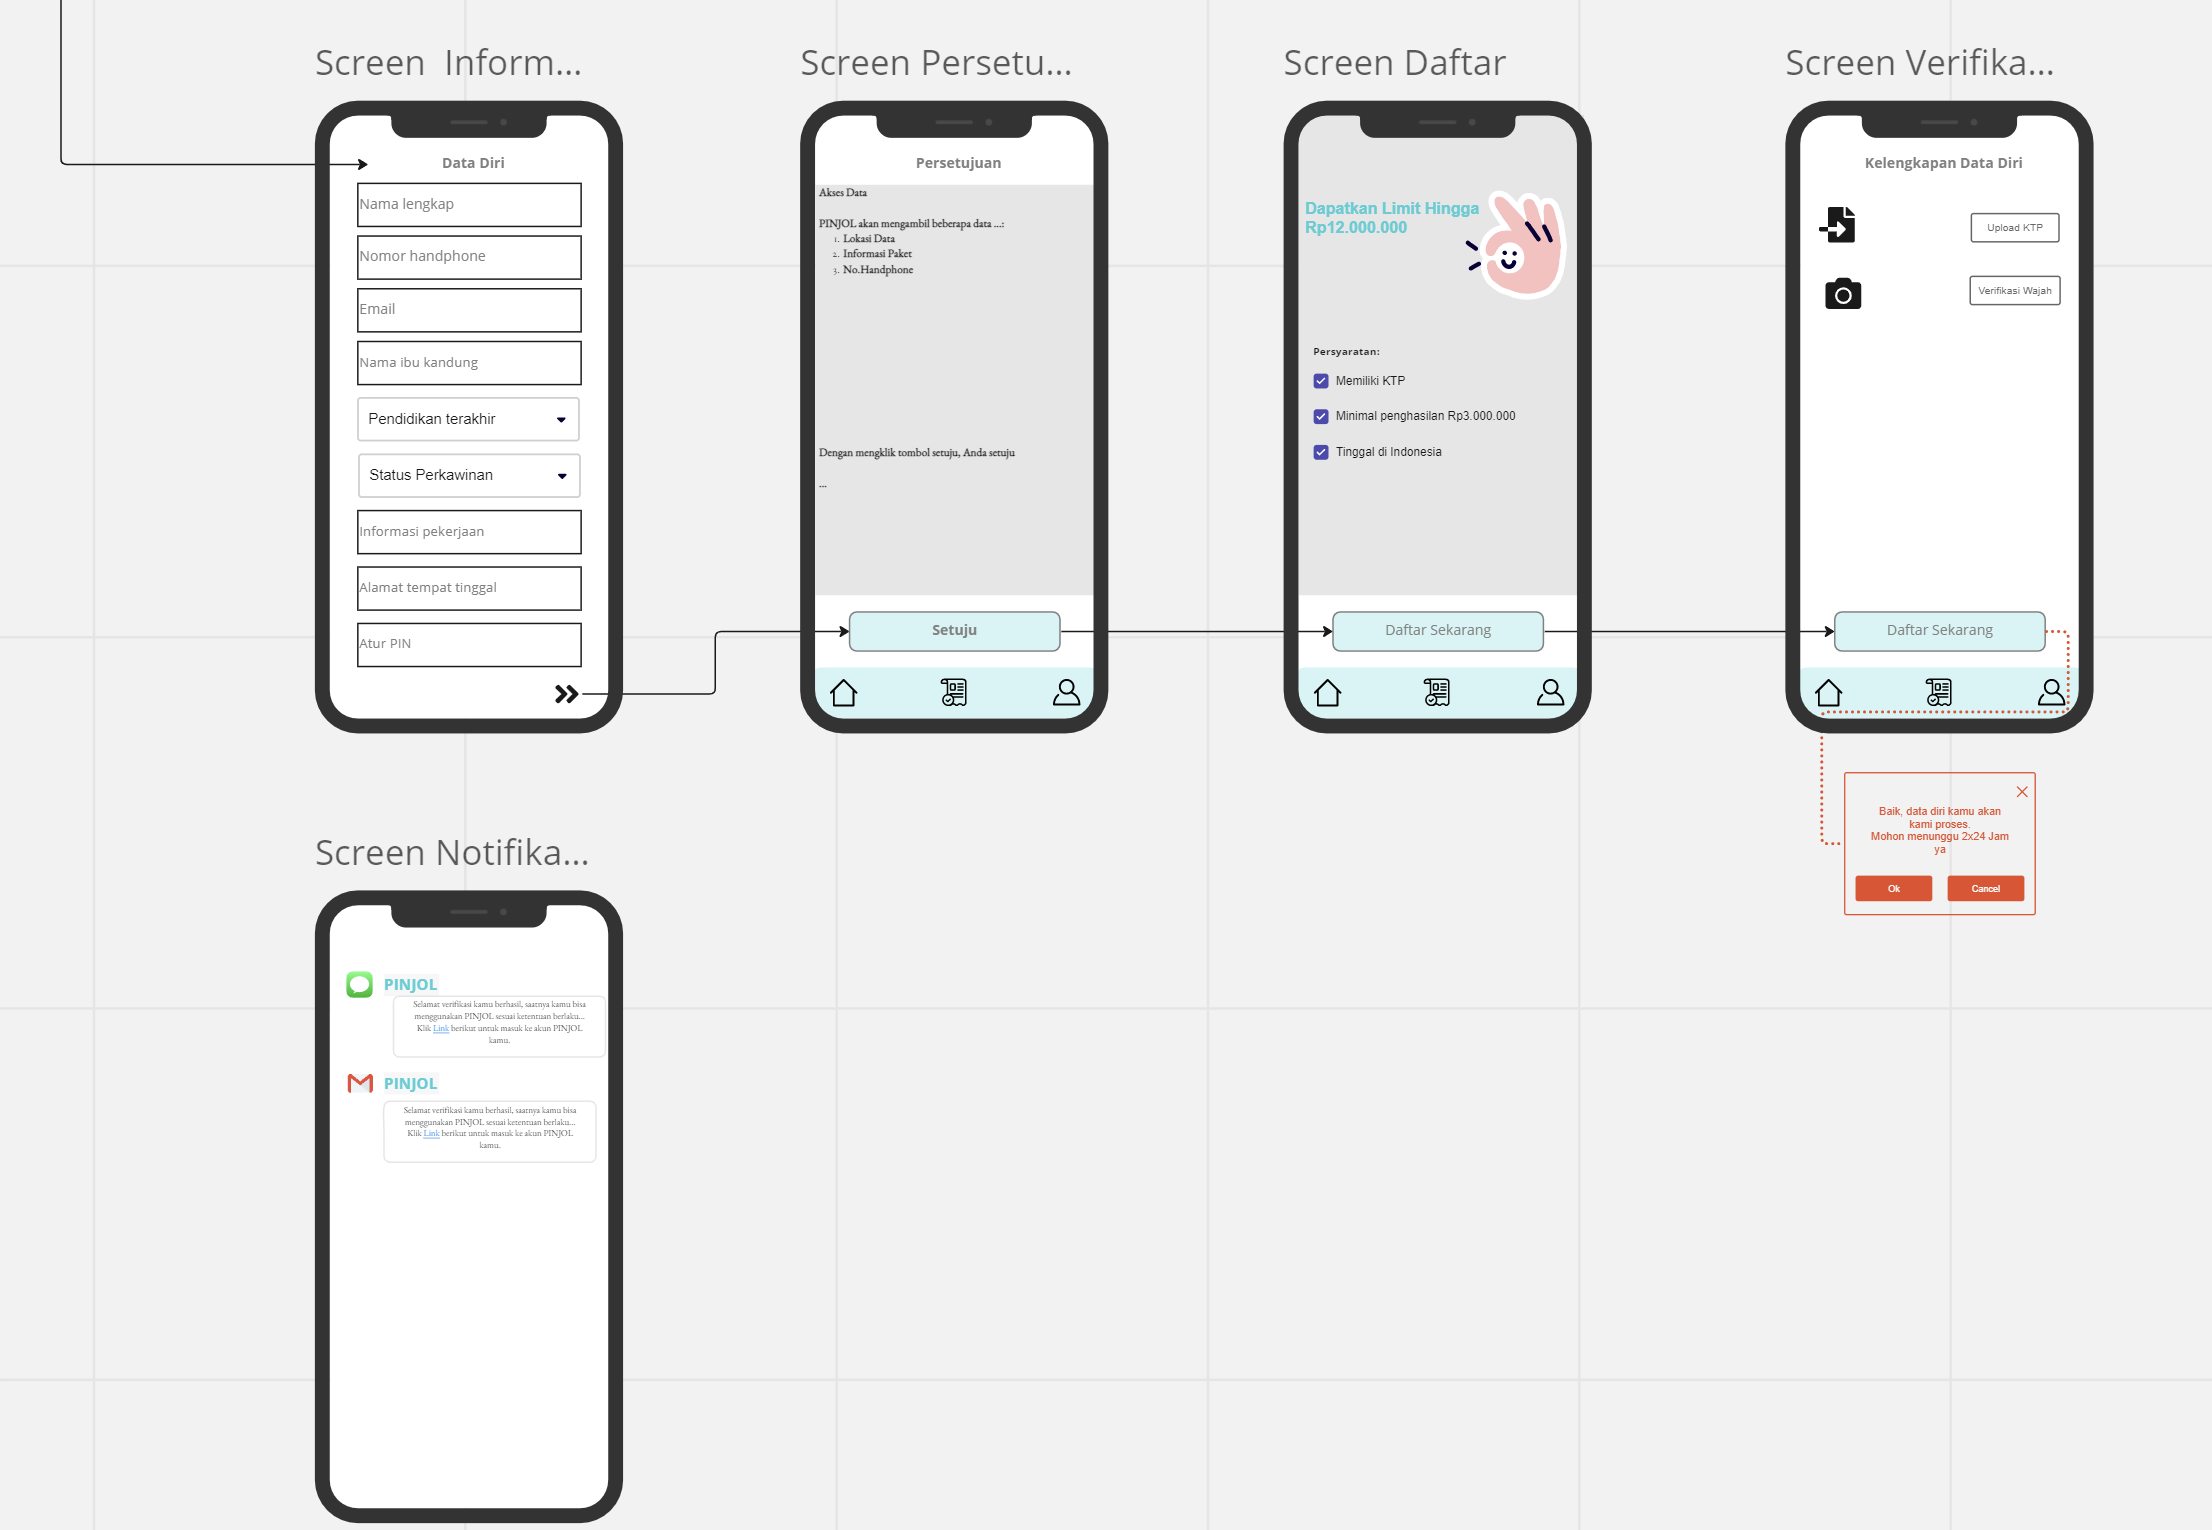 Screen  Inform...
Data Diri
Nama lengkap
Nomor handphone
Email
Nama ibu kandung
Pendidikan terakhir
Status Perkawinan
Informasi pekerjaan
Alamat tempat tinggal
Atur PIN
Screen Persetu...
Persetujuan
Akses Data
PINJOL akan mengambil beberapa data ...:
1. Lokasi Data
2. Informasi Paket
3. No.Handphone
Dengan mengklik tombol setuju, Anda setuju
...
Setuju
Screen Daftar
Dapatkan Limit Hingga
Rp12.000.000
Persyaratan:
Memiliki KTP
Minimal penghasilan Rp3.000.000
Tinggal di Indonesia
Daftar Sekarang
Screen Verifika...
Kelengkapan Data Diri
Upload KTP
Verifikasi Wajah
Daftar Sekarang
Baik, data diri kamu akan
kami proses.
Mohon menunggu 2x24 Jam
ya
Ok
Cancel
Screen Notifika...
PINJOL
Selamat verifikasi kamu berhasil, saatnya kamu bisa
menggunakan PINJOL sesuai ketentuan berlaku...
Klik Link berikut untuk masuk ke akun PINJOL
kamu.
PINJOL
Selamat verifikasi kamu berhasil, saatnya kamu bisa
menggunakan PINJOL sesuai ketentuan berlaku...
Klik Link berikut untuk masuk ke akun PINJOL
kamu.